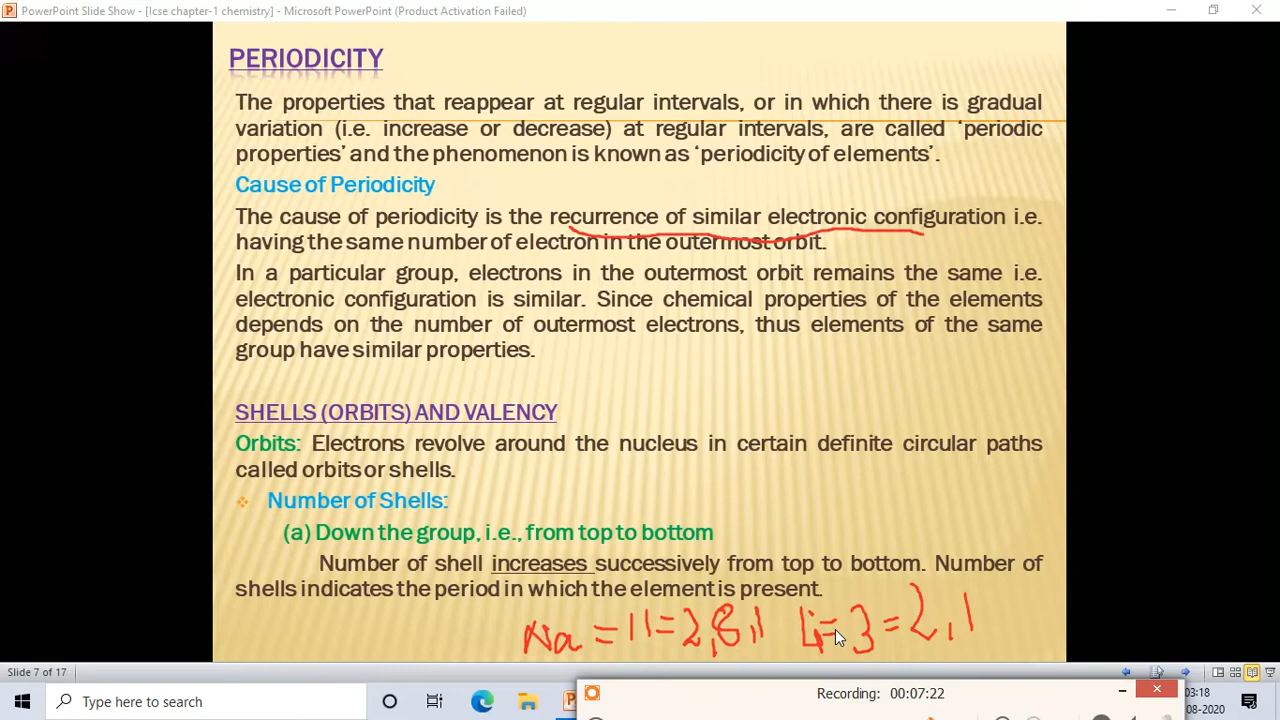 PowerPoint Slide Show - [Icse chapter-1 chemistry] - Microsoft PowerPoint (Product Activation Failed)
PERIODICITY
The properties that reappear at regular intervals, or in which there is gradual
variation (i.e. increase or decrease) at regular intervals, are called ‘periodic
properties’ and the phenomenon is known as ‘periodicity of elements’.
Cause of Periodicity
The cause of periodicity is the recurrence of similar electronic configuration i.e.
having the same number of electron in the outermost orbit.
In a particular group, electrons in the outermost orbit remains the same i.e.
electronic configuration is similar. Since chemical properties of the elements
depends on the number of outermost electrons, thus elements of the same
group have similar properties.
SHELLS (ORBITS) AND VALENCY
Orbits: Electrons revolve around the nucleus in certain definite circular paths
called orbits or shells.
Number of Shells:
(a) Down the group, i.e., from top to bottom
Number of shell increases successively from top to bottom. Number of
shells indicates the period in which the element is present.
Na = 11 = 2,8,1 Li = 3 = 2,1
Slide 7 of 17
Type here to search
Recording: 00:07:22
03:18
08-2020